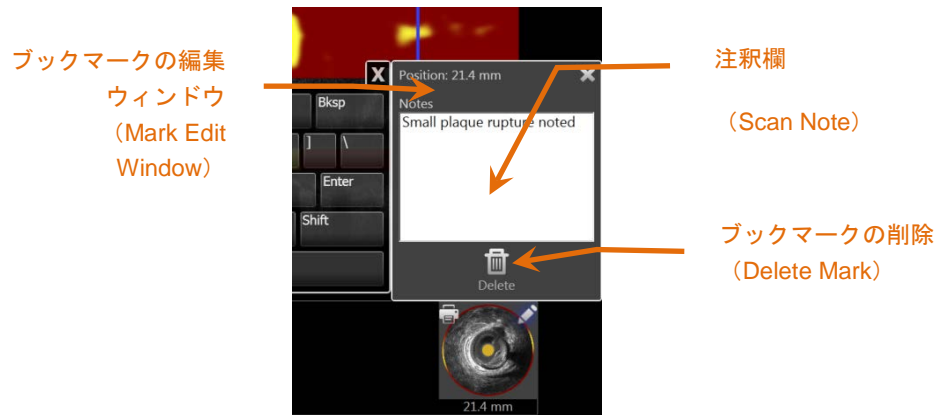 ブックマークの編集
ウィンドウ
（Mark Edit
Window）
X
Bksp
]
\
Enter
Shift
Position: 21.4 mm
Notes
Small plaque rupture noted
Delete
21.4 mm
注釈欄
（Scan Note）
ブックマークの削除
（Delete Mark）